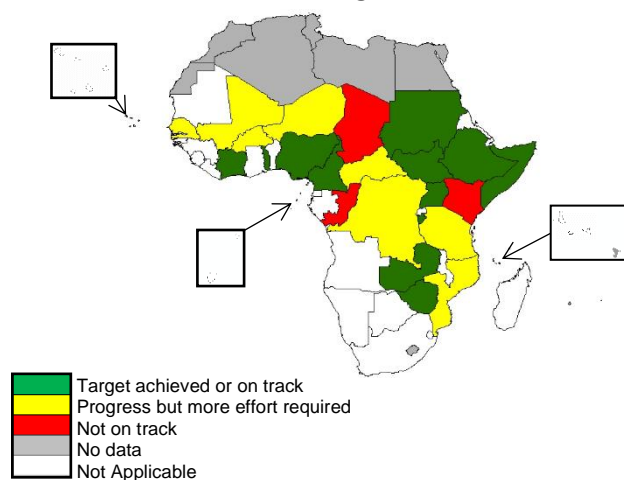 Target achieved or on track
Progress but more effort required
Not on track
No data
Not Applicable